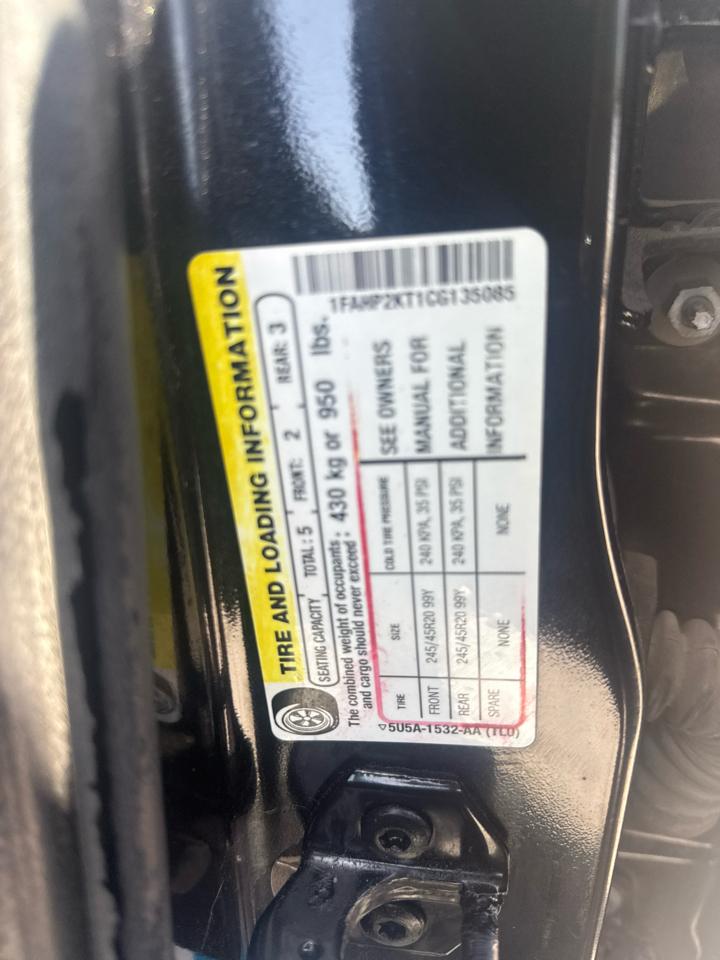 TIRE AND LOADING INFORMATION
SEATING CAPACITY TOTAL: 5 FRONT: 2 REAR: 3
The combined weight of occupants
and cargo should never exceed : 430 kg or 950 lbs.
TIRE SIZE COLD TIRE PRESSURE
FRONT 245/45R20 99Y 240 KPA, 35 PSI
REAR 245/45R20 99Y 240 KPA, 35 PSI
SPARE NONE NONE
SEE OWNERS
MANUAL FOR
ADDITIONAL
INFORMATION
5U5A-1532-AA (TL0)
1FAHP2KT1CG135085